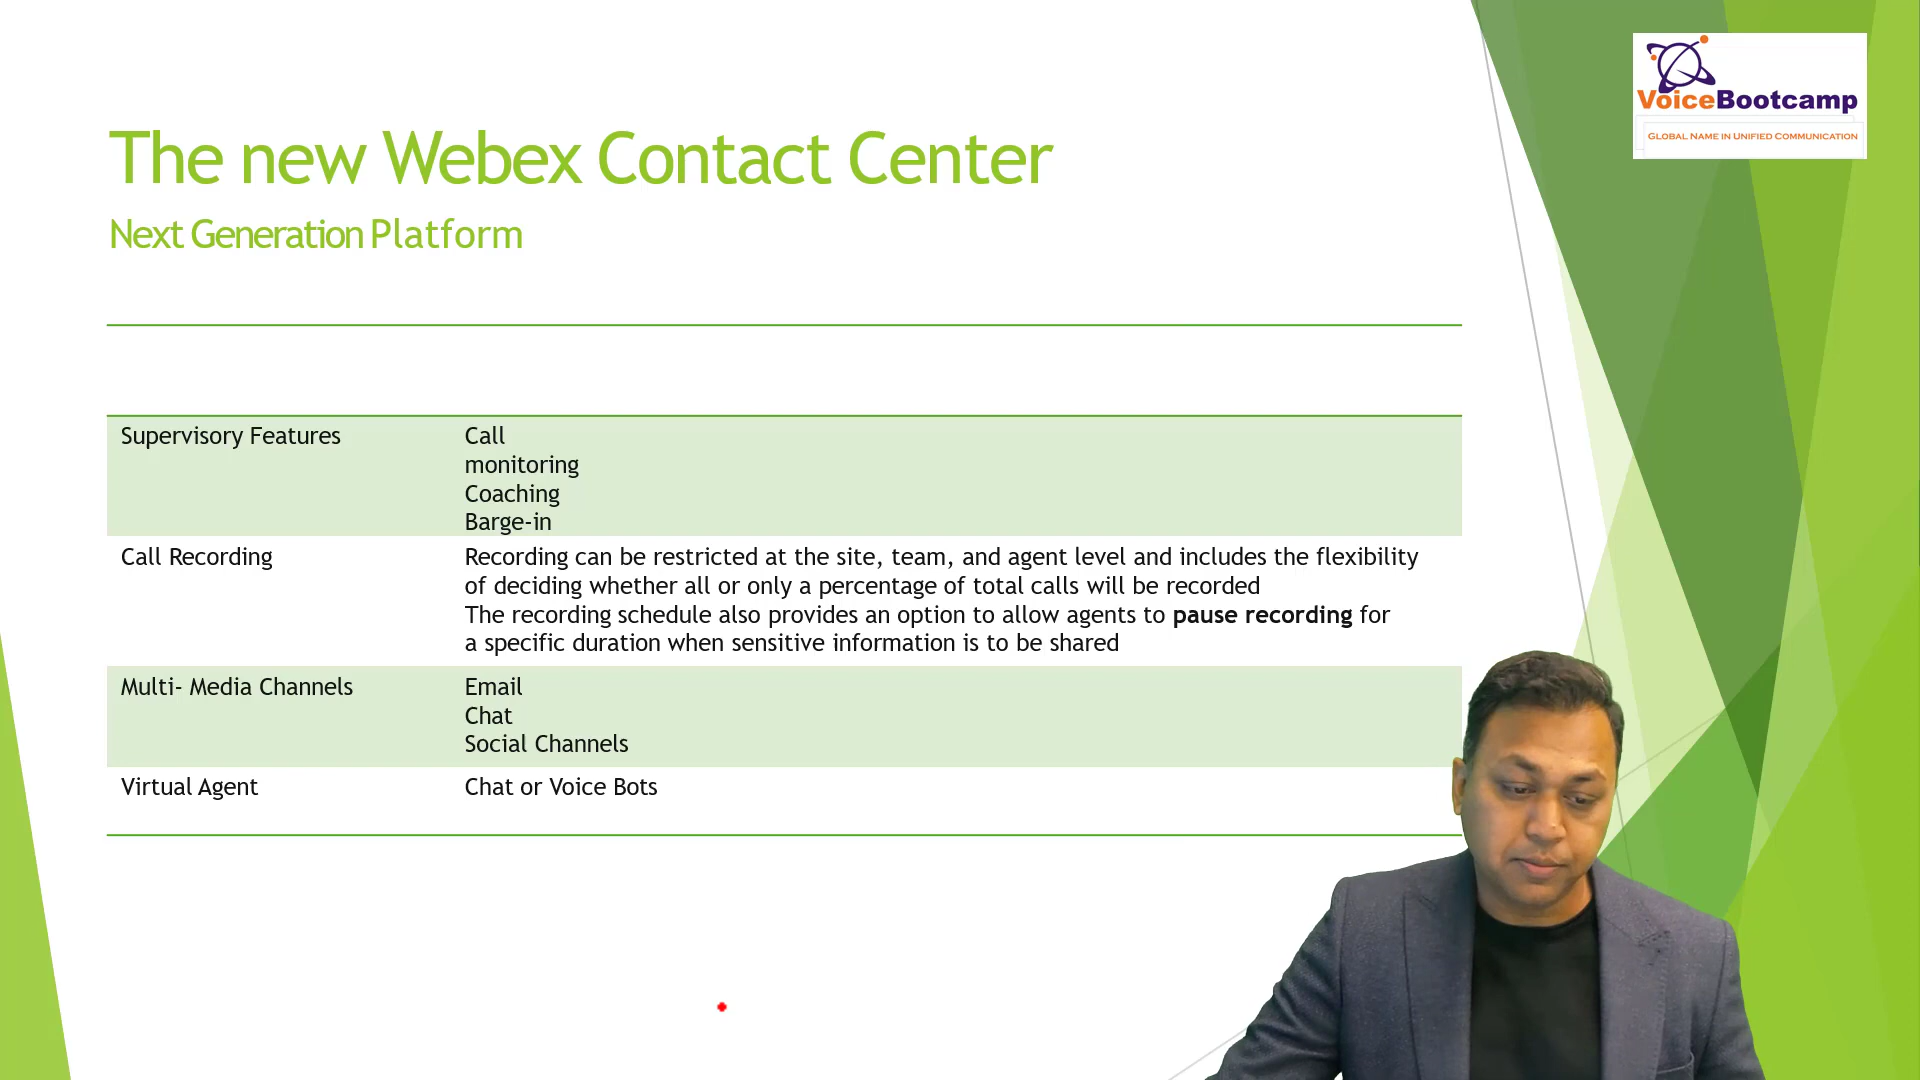 VoiceBootcamp
GLOBAL NAME IN UNIFIED COMMUNICATION
The new Webex Contact Center
Next Generation Platform
Supervisory Features
Call
monitoring
Coaching
Barge-in
Call Recording
Recording can be restricted at the site, team, and agent level and includes the flexibility
of deciding whether all or only a percentage of total calls will be recorded
The recording schedule also provides an option to allow agents to pause recording for
a specific duration when sensitive information is to be shared
Multi- Media Channels
Email
Chat
Social Channels
Virtual Agent
Chat or Voice Bots